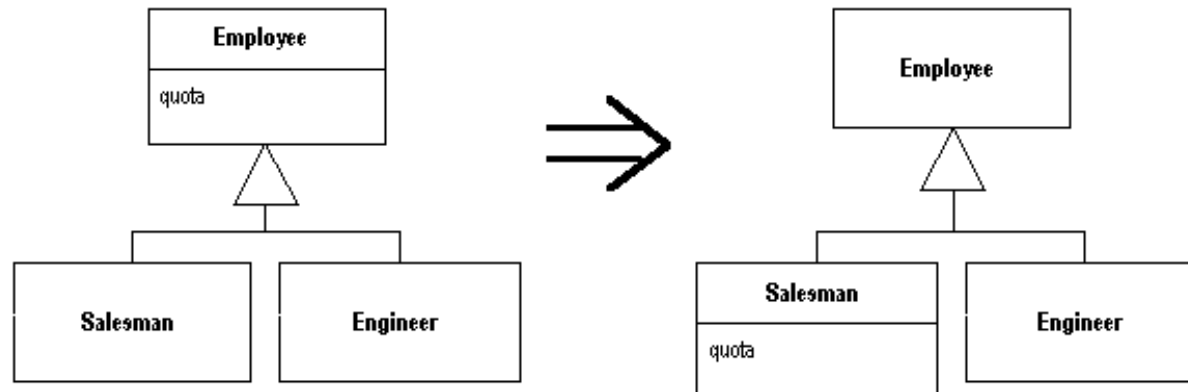 Employee
quota
Salesman
Engineer
Employee
Salesman
quota
Engineer